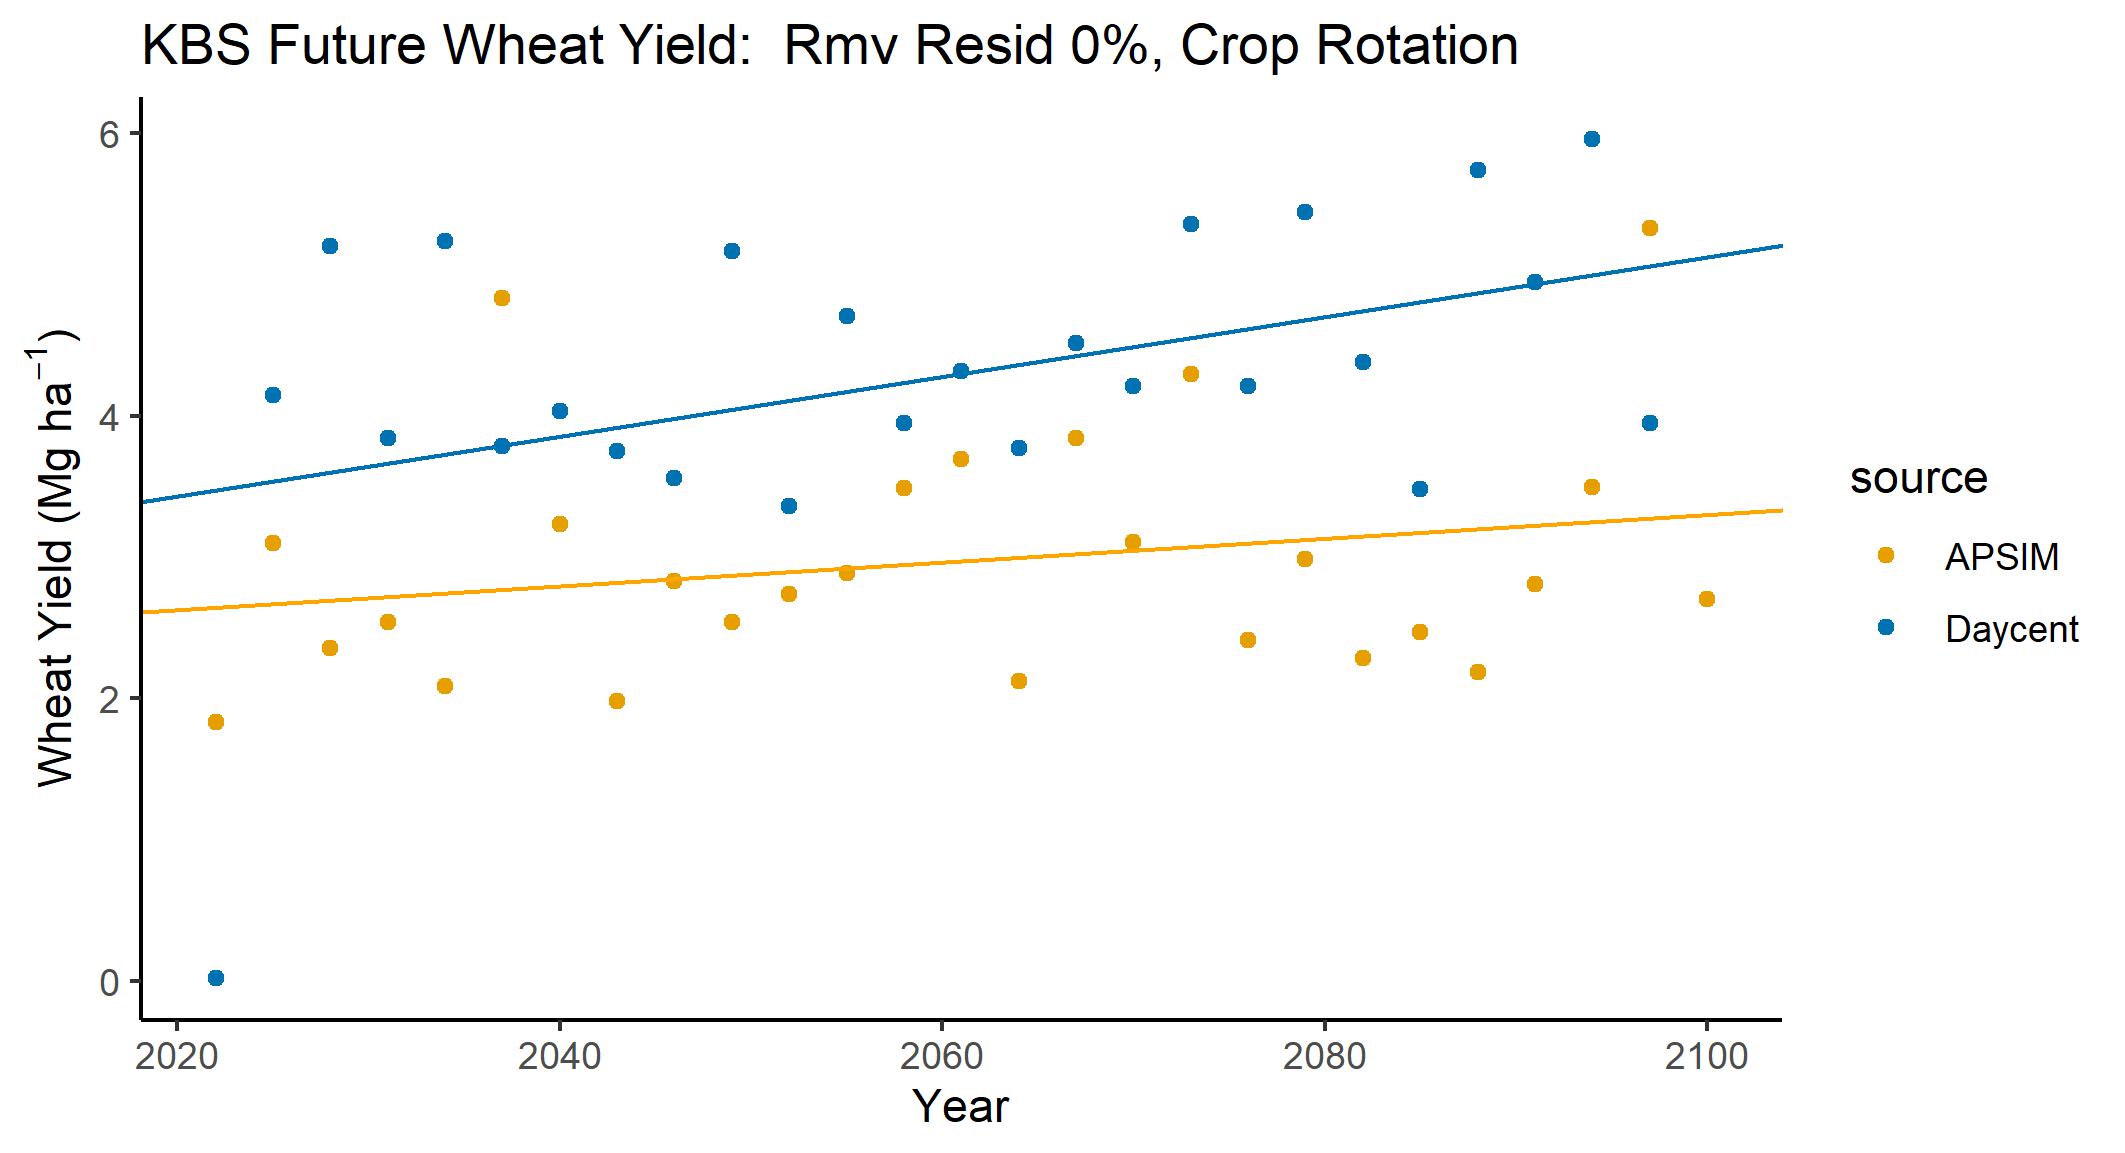 KBS Future Wheat Yield:  Rmv Resid 0%, Crop Rotation
Wheat Yield (Mg ha⁻¹)
6
4
2
0
2020 2040 2060 2080 2100
Year
source
APSIM
Daycent